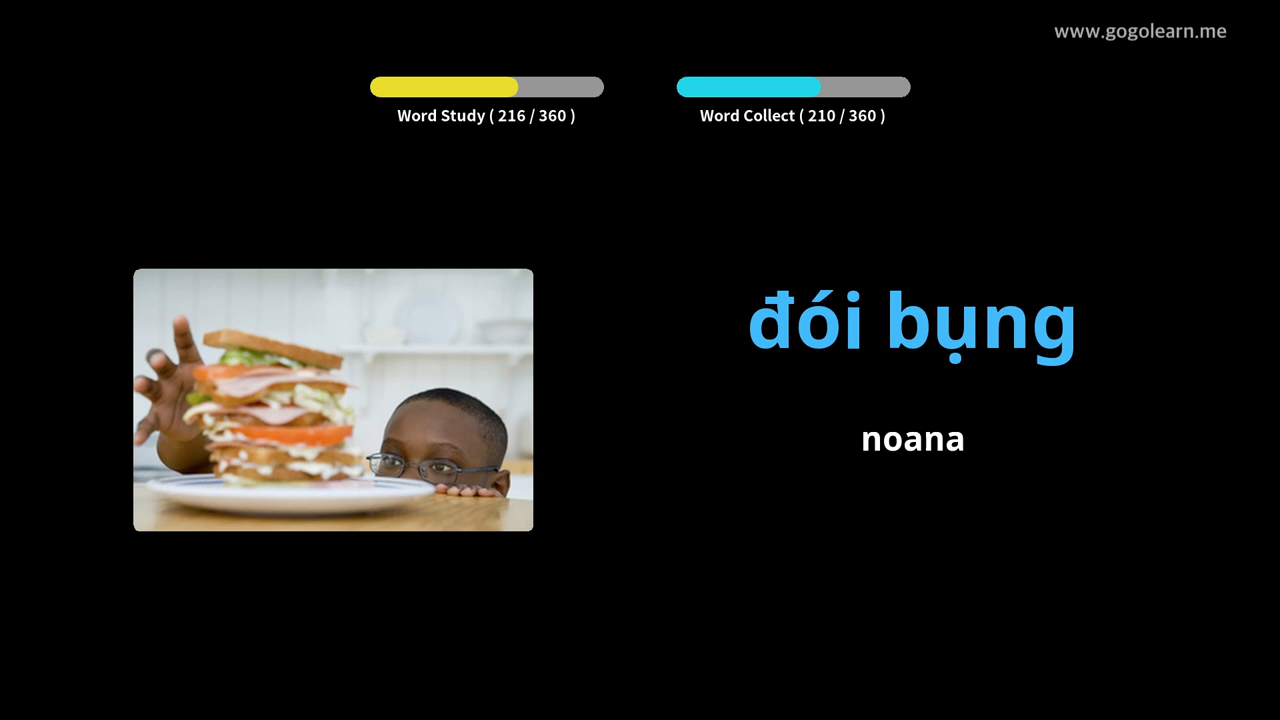 www.gogolearn.me
Word Study ( 216 / 360 )
Word Collect ( 210 / 360 )
đói bụng
noana